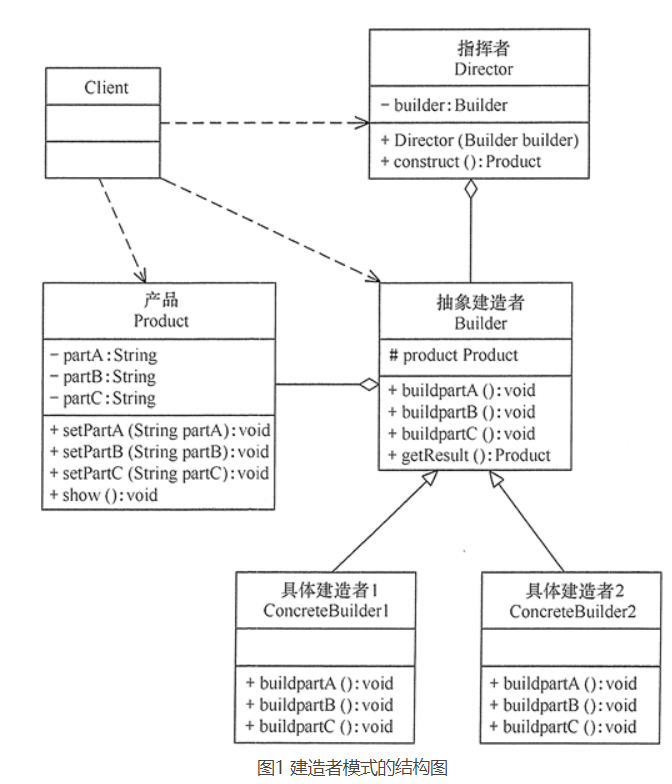 Client
指挥者
Director
- builder:Builder
+ Director(Builder builder)
+ construct():Product
产品
Product
- partA:String
- partB:String
- partC:String
+ setPartA(String partA):void
+ setPartB(String partB):void
+ setPartC(String partC):void
+ show():void
抽象建造者
Builder
# product Product
+ buildpartA():void
+ buildpartB():void
+ buildpartC():void
+ getResult():Product
具体建造者1
ConcreteBuilder1
+ buildpartA():void
+ buildpartB():void
+ buildpartC():void
具体建造者2
ConcreteBuilder2
+ buildpartA():void
+ buildpartB():void
+ buildpartC():void
图1 建造者模式的结构图